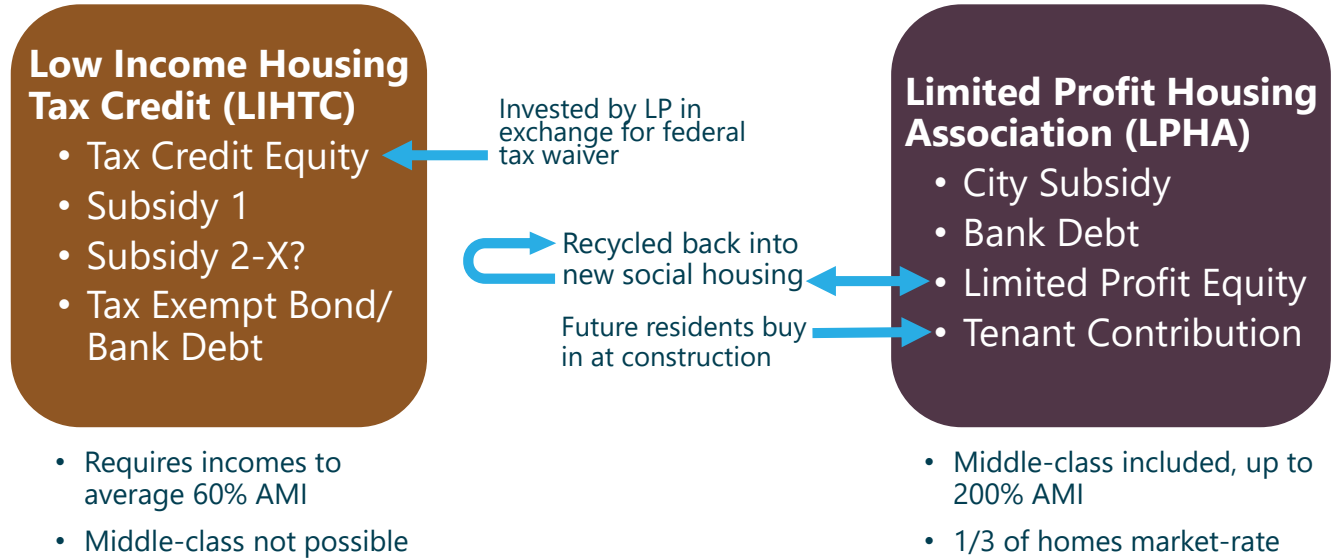 Low Income Housing
Tax Credit (LIHTC)
• Tax Credit Equity
• Subsidy 1
• Subsidy 2-X?
• Tax Exempt Bond/
Bank Debt
• Requires incomes to
average 60% AMI
• Middle-class not possible
Invested by LP in
exchange for federal
tax waiver
Recycled back into
new social housing
Future residents buy
in at construction
Limited Profit Housing
Association (LPHA)
• City Subsidy
• Bank Debt
• Limited Profit Equity
• Tenant Contribution
• Middle-class included, up to
200% AMI
• 1/3 of homes market-rate